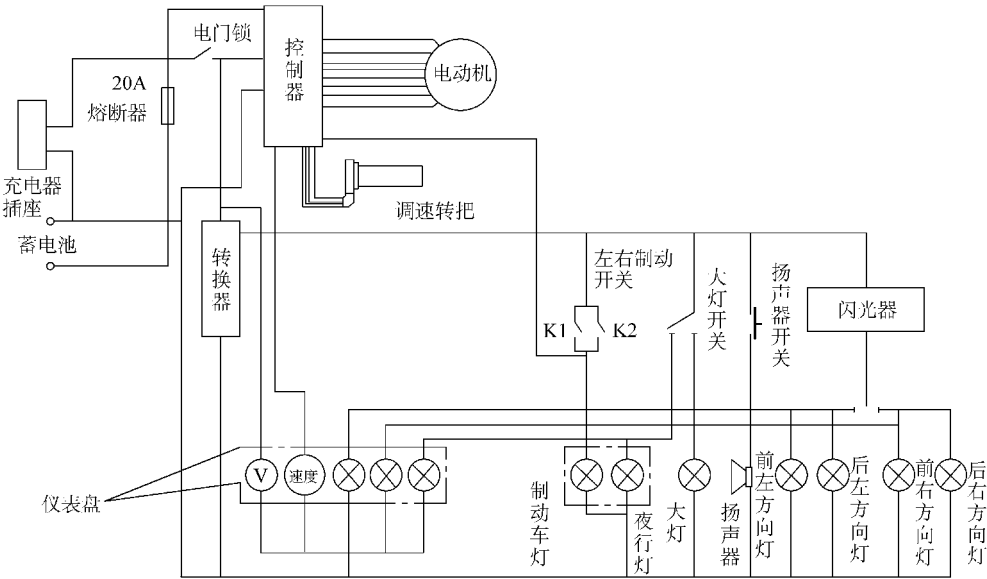 电门锁
控制器
电动机
20A
熔断器
充电器
插座
蓄电池
调速转把
转换器
左右制动
开关
K1
K2
大灯开关
扬声器开关
闪光器
V
速度
仪表盘
制动车灯
夜行灯
大灯
扬声器
前左方向灯
后左方向灯
前右方向灯
后右方向灯